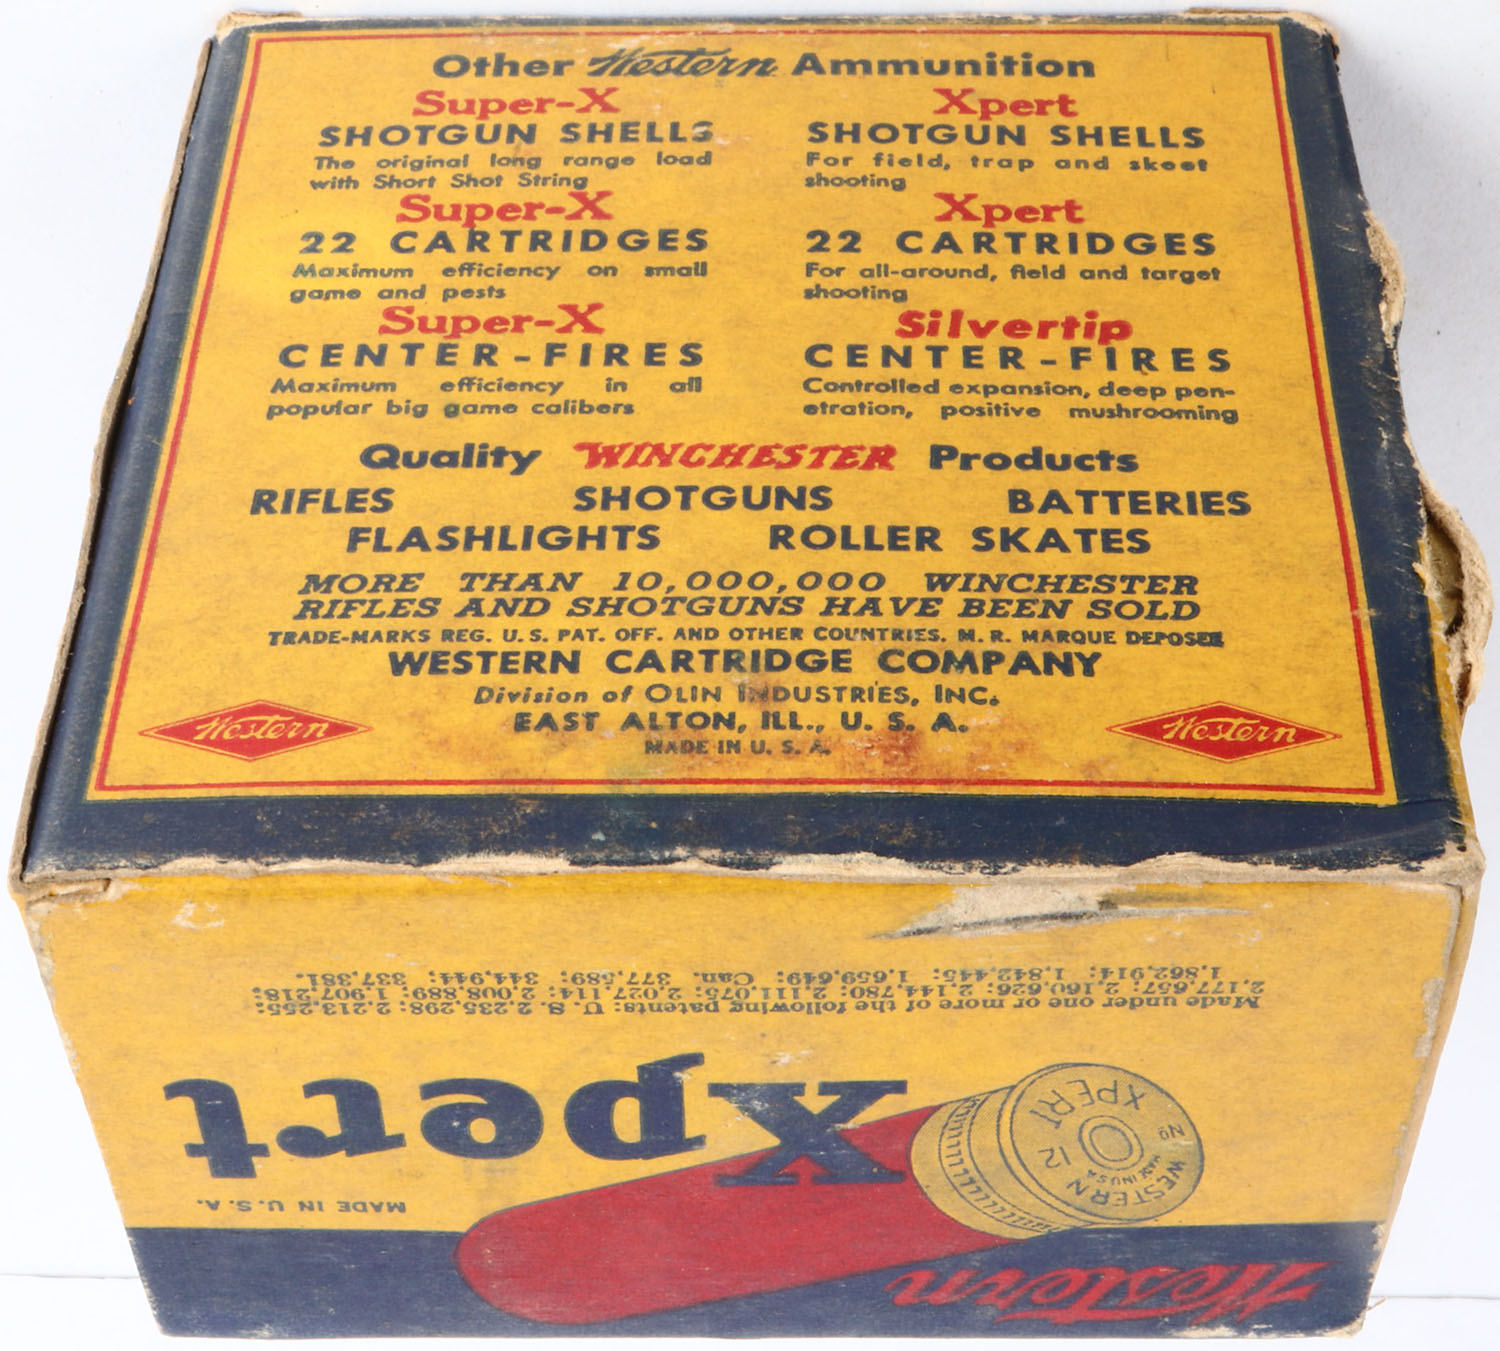 Other Western Ammunition
Super-X
SHOTGUN SHELLS
The original long range load
with Short Shot String
Super-X
22 CARTRIDGES
Maximum efficiency on small
game and pests
Super-X
CENTER-FIRES
Maximum efficiency in all
popular big game calibers
Xpert
SHOTGUN SHELLS
For field, trap and skeet
shooting
Xpert
22 CARTRIDGES
For all-around, field and target
shooting
Silvertip
CENTER-FIRES
Controlled expansion, deep pen-
etration, positive mushrooming
Quality WINCHESTER Products
RIFLES SHOTGUNS BATTERIES
FLASHLIGHTS ROLLER SKATES
MORE THAN 10,000,000 WINCHESTER
RIFLES AND SHOTGUNS HAVE BEEN SOLD
TRADE-MARKS REG. U.S. PAT. OFF. AND OTHER COUNTRIES. M. R. MARQUE DEPOSEE
WESTERN CARTRIDGE COMPANY
Division of OLIN INDUSTRIES, INC.
EAST ALTON, ILL., U. S. A.
MADE IN U. S. A.
Western
Western
Western
MADE IN U.S.A.
Xpert
WESTERN
No
12
XPERT
MADE IN U S A
Made under one or more of the following patents: U. S. 2,235,298; 2,213,255;
2,177,657; 2,160,626; 2,144,780; 2,111,075; 2,027,114; 2,008,889; 1,907,218;
1,862,914; 1,842,445; 1,659,649; Can. 377,589; 344,944; 337,381.